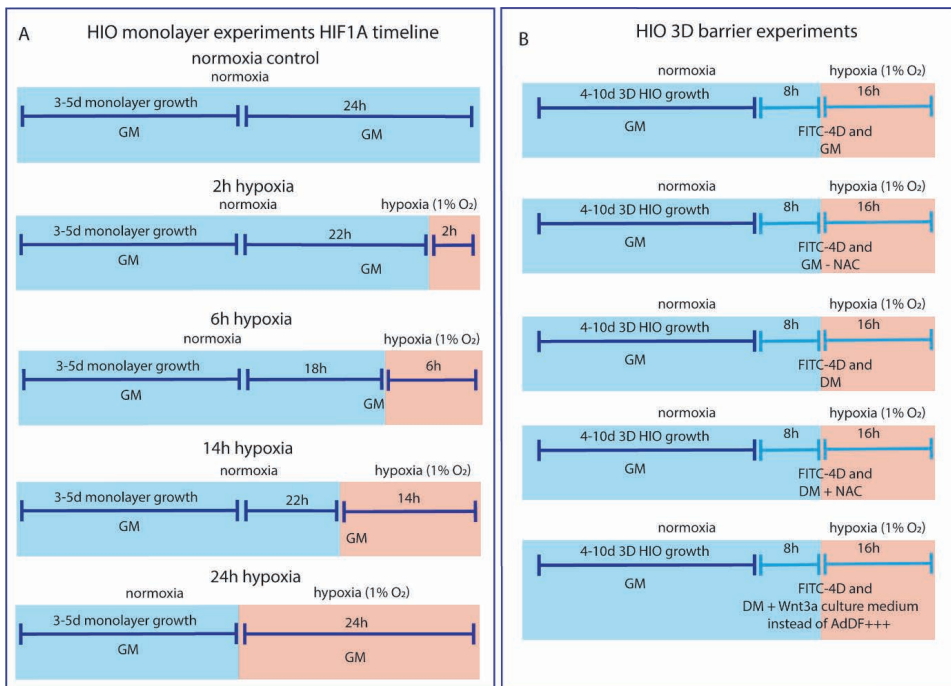 A
HIO monolayer experiments HIF1A timeline
normoxia control
normoxia
3-5d monolayer growth
24h
GM
GM
2h hypoxia
normoxia
hypoxia (1% O₂)
3-5d monolayer growth
22h
2h
GM
GM
6h hypoxia
normoxia
hypoxia (1% O₂)
3-5d monolayer growth
18h
6h
GM
GM
14h hypoxia
normoxia
hypoxia (1% O₂)
3-5d monolayer growth
22h
14h
GM
GM
24h hypoxia
normoxia
hypoxia (1% O₂)
3-5d monolayer growth
24h
GM
GM
B
HIO 3D barrier experiments
normoxia
hypoxia (1% O₂)
4-10d 3D HIO growth
8h
16h
GM
FITC-4D and
GM
normoxia
hypoxia (1% O₂)
4-10d 3D HIO growth
8h
16h
GM
FITC-4D and
GM - NAC
normoxia
hypoxia (1% O₂)
4-10d 3D HIO growth
8h
16h
GM
FITC-4D and
DM
normoxia
hypoxia (1% O₂)
4-10d 3D HIO growth
8h
16h
GM
FITC-4D and
DM + NAC
normoxia
hypoxia (1% O₂)
4-10d 3D HIO growth
8h
16h
GM
FITC-4D and
DM + Wnt3a culture medium
instead of AdDF+++